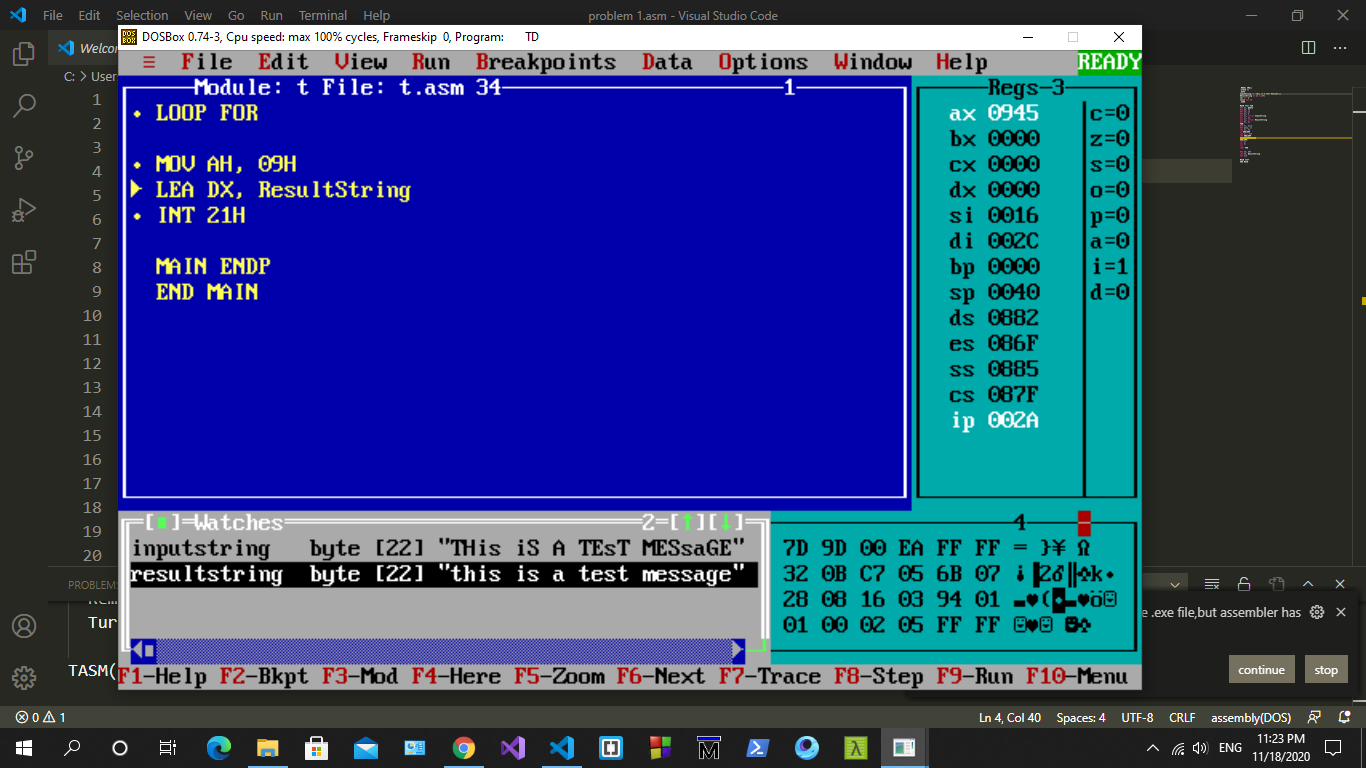 File Edit Selection View Go Run Terminal Help problem 1.asm - Visual Studio Code
DOSBox 0.74-3, Cpu speed: max 100% cycles, Frameskip 0, Program: TD
Welcom
C: > User
≡ File Edit View Run Breakpoints Data Options Window Help READY
Module: t File: t.asm 34 1
LOOP FOR
MOV AH, 09H
LEA DX, ResultString
INT 21H
MAIN ENDP
END MAIN
Regs 3
ax 0945 c=0
bx 0000 z=0
cx 0000 s=0
dx 0000 o=0
si 0016 p=0
di 002C a=0
bp 0000 i=1
sp 0040 d=0
ds 0882
es 086F
ss 0885
cs 087F
ip 002A
1
2
3
4
5
6
7
8
9
10
11
12
13
14
15
16
17
18
19
20
[■]=Watches 2=[↑][↓]
inputstring byte [22] "THis iS A TEsT MESsaGE"
resultstring byte [22] "this is a test message"
4
7D 9D 00 EA FF FF = }¥ Ω
32 0B C7 05 6B 07
28 08 16 03 94 01
01 00 02 05 FF FF
F1-Help F2-Bkpt F3-Mod F4-Here F5-Zoom F6-Next F7-Trace F8-Step F9-Run F10-Menu
PROBLEMS
Tur
TASM(
e .exe file,but assembler has
continue stop
0 1 Ln 4, Col 40 Spaces: 4 UTF-8 CRLF assembly(DOS)
ENG 11:23 PM
11/18/2020